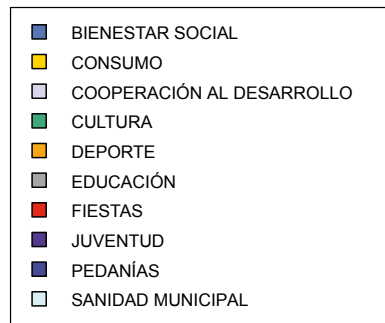 BIENESTAR SOCIAL
CONSUMO
COOPERACIÓN AL DESARROLLO
CULTURA
DEPORTE
EDUCACIÓN
FIESTAS
JUVENTUD
PEDANÍAS
SANIDAD MUNICIPAL